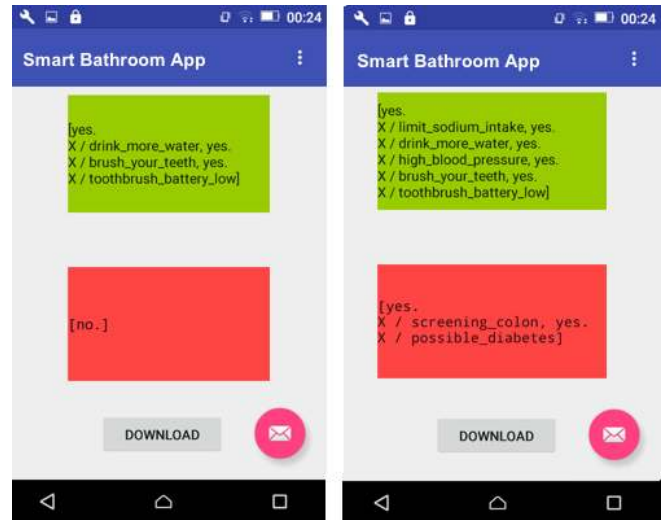 00:24
Smart Bathroom App
[yes.
X / drink_more_water, yes.
X / brush_your_teeth, yes.
X / toothbrush_battery_low]
[no.]
DOWNLOAD
00:24
Smart Bathroom App
[yes.
X / limit_sodium_intake, yes.
X / drink_more_water, yes.
X / high_blood_pressure, yes.
X / brush_your_teeth, yes.
X / toothbrush_battery_low]
[yes.
X / screening_colon, yes.
X / possible_diabetes]
DOWNLOAD